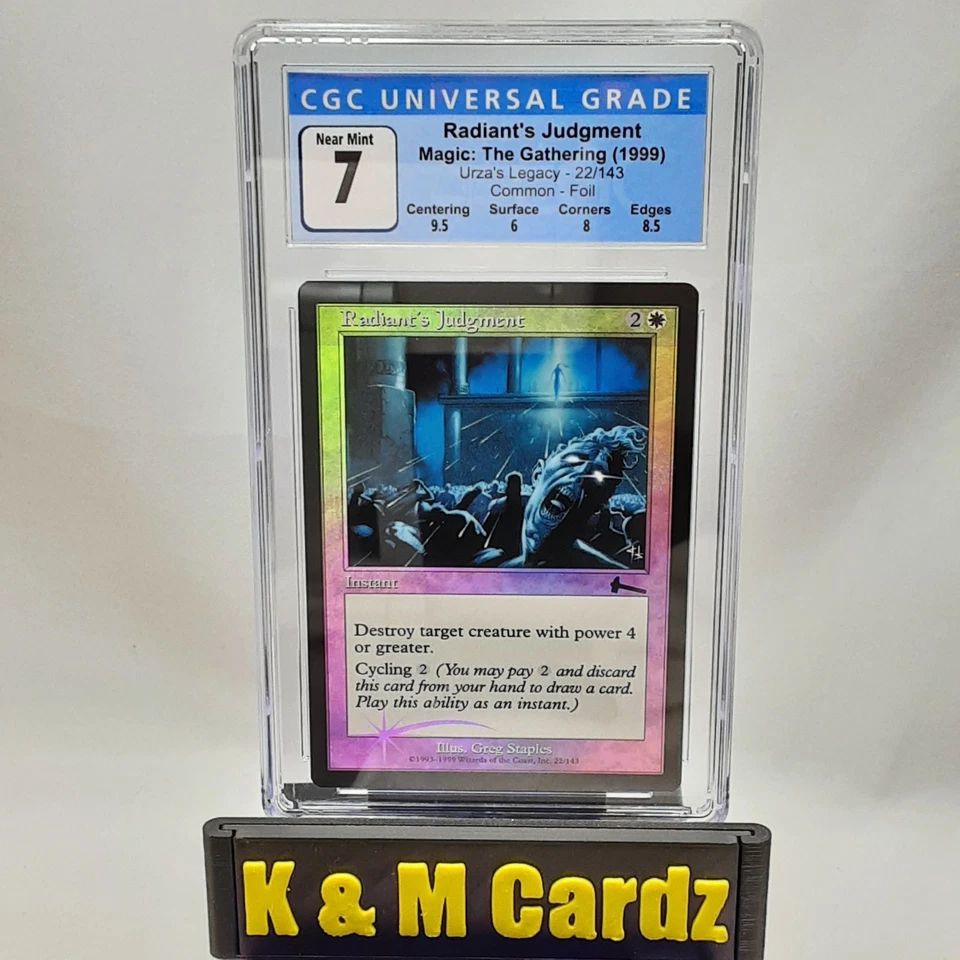 CGC UNIVERSAL GRADE
Near Mint
7
Radiant's Judgment
Magic: The Gathering (1999)
Urza's Legacy - 22/143
Common - Foil
Centering Surface Corners Edges
9.5 6 8 8.5
Radiant's Judgment 2
Instant
Destroy target creature with power 4
or greater.
Cycling 2 (You may pay 2 and discard
this card from your hand to draw a card.
Play this ability as an instant.)
Illus. Greg Staples
©1993-1999 Wizards of the Coast, Inc. 22/143
K & M Cardz